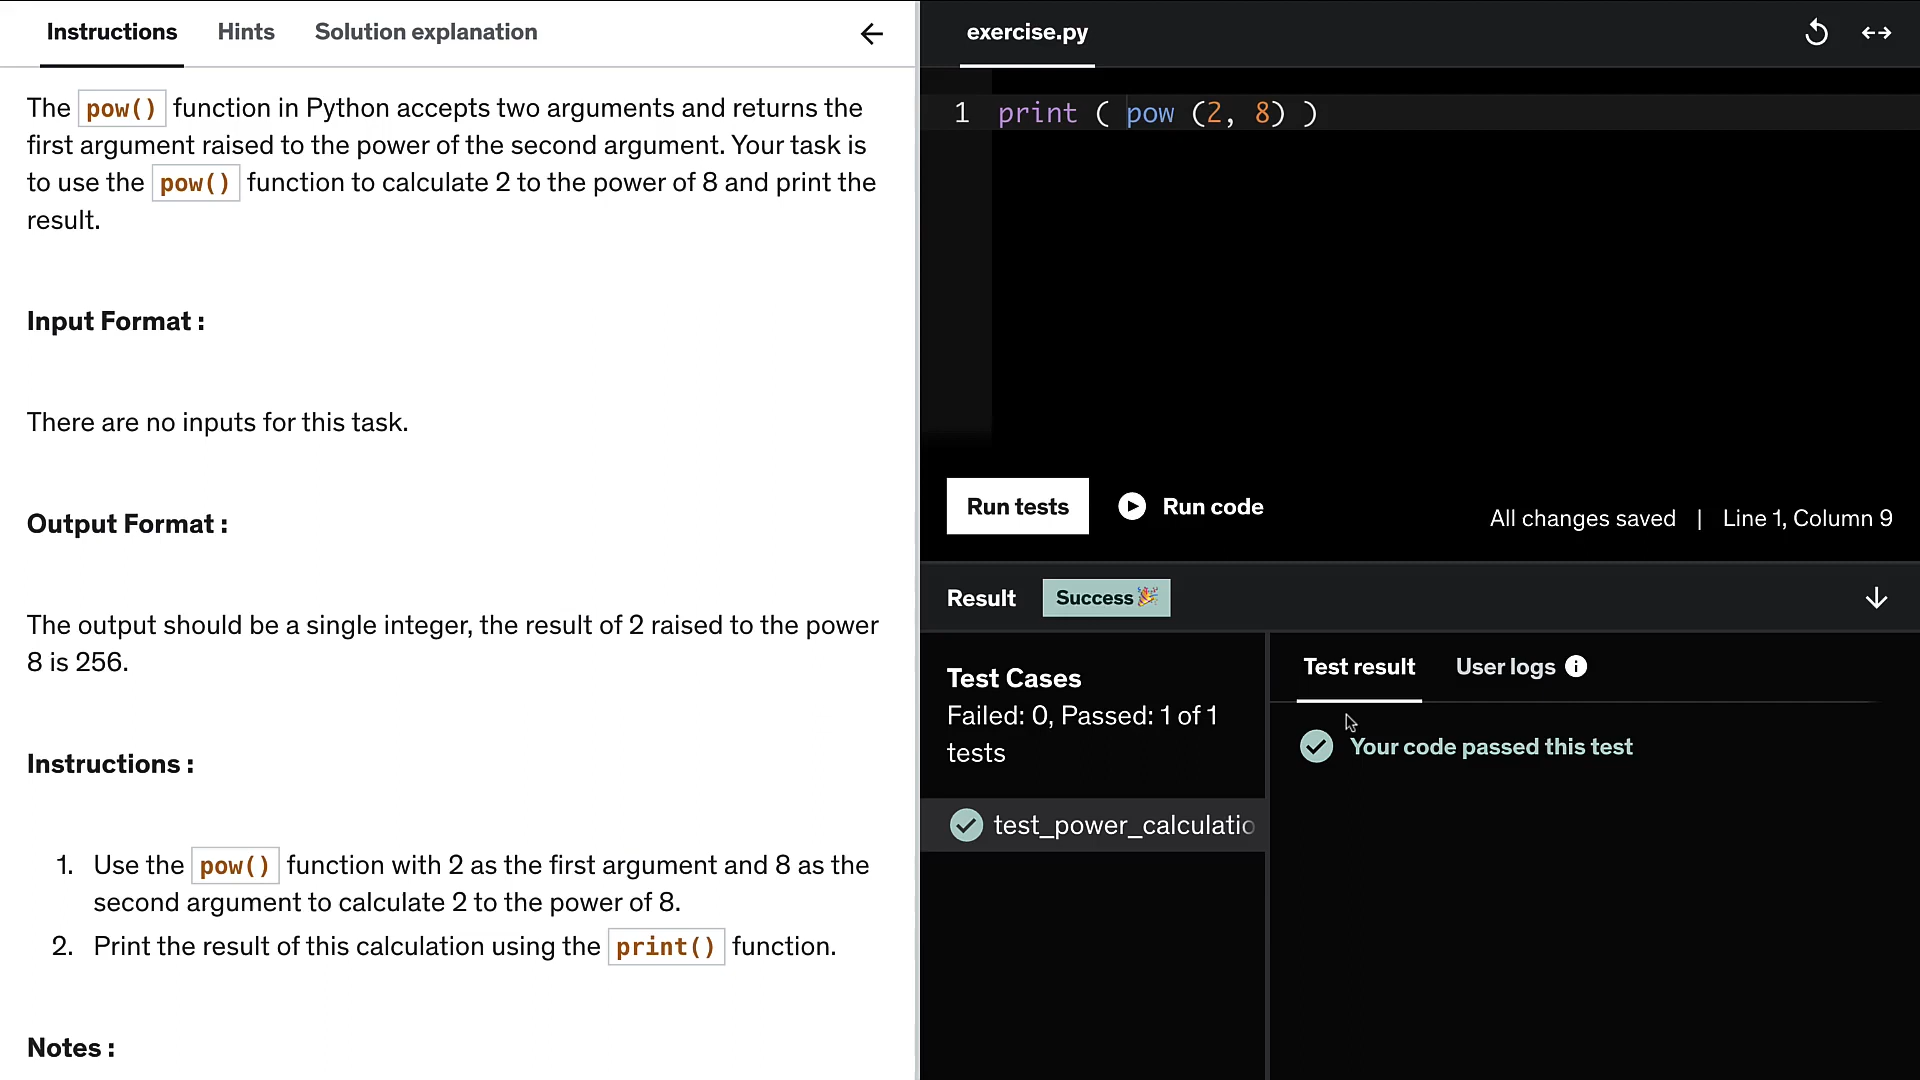 Instructions Hints Solution explanation
The pow() function in Python accepts two arguments and returns the
first argument raised to the power of the second argument. Your task is
to use the pow() function to calculate 2 to the power of 8 and print the
result.
Input Format :
There are no inputs for this task.
Output Format :
The output should be a single integer, the result of 2 raised to the power
8 is 256.
Instructions :
1. Use the pow() function with 2 as the first argument and 8 as the
second argument to calculate 2 to the power of 8.
2. Print the result of this calculation using the print() function.
Notes :
exercise.py
1 print ( pow (2, 8) )
Run tests Run code All changes saved | Line 1, Column 9
Result Success 🎉
Test Cases
Failed: 0, Passed: 1 of 1
tests
test_power_calculatio
Test result User logs
Your code passed this test